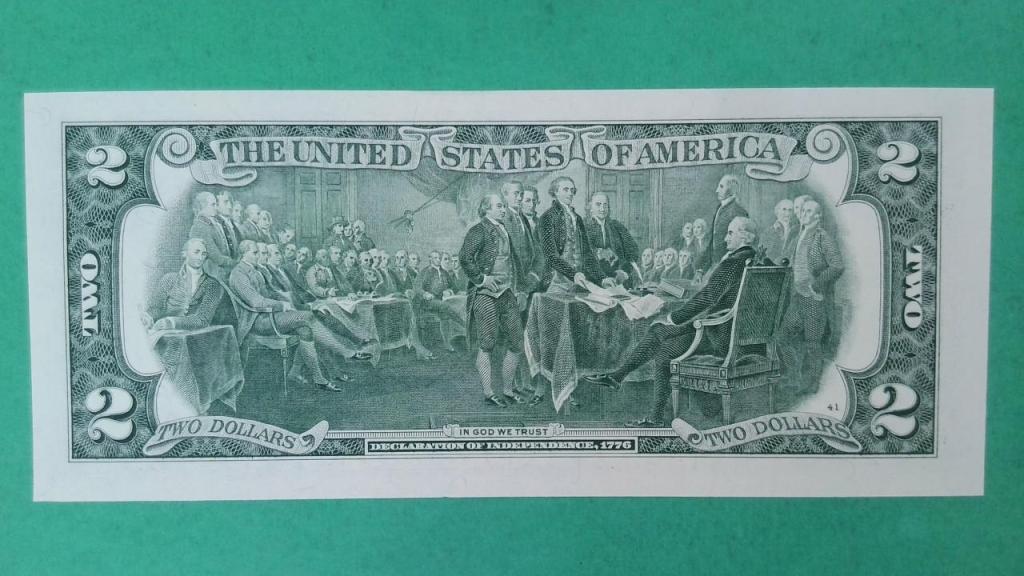 THE UNITED STATES OF AMERICA
2
2
TWO
TWO
2
2
41
TWO DOLLARS
TWO DOLLARS
IN GOD WE TRUST
DECLARATION OF INDEPENDENCE, 1776